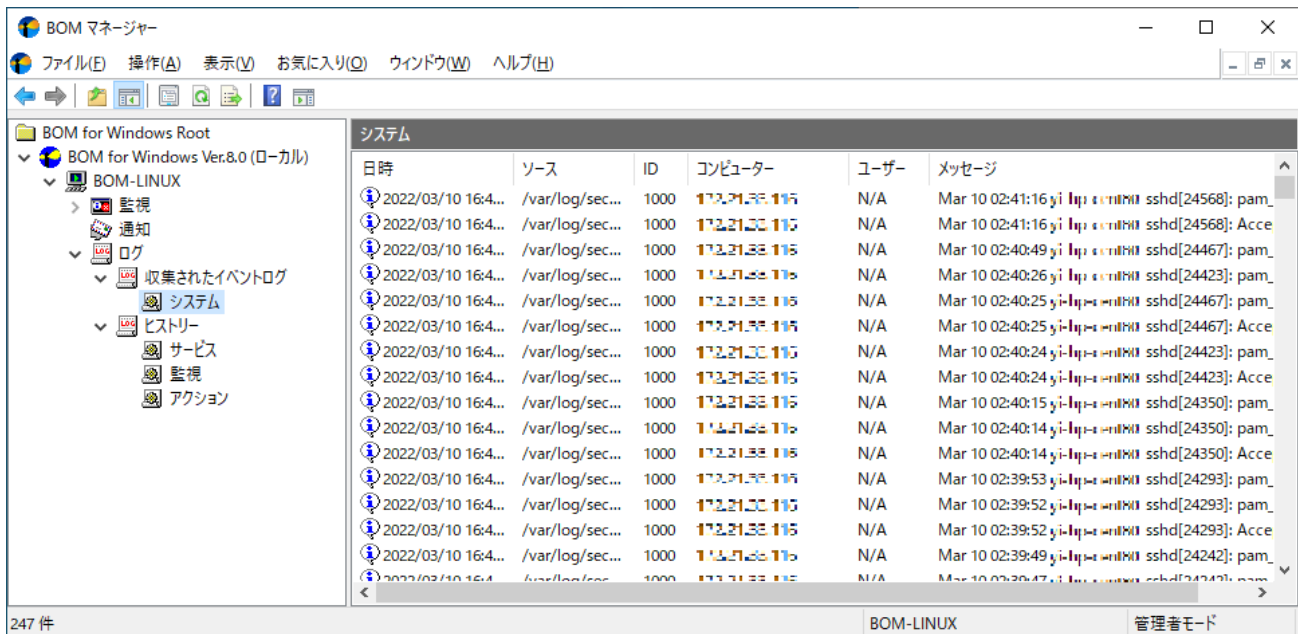 BOM マネージャー
ファイル(F) 操作(A) 表示(V) お気に入り(O) ウィンドウ(W) ヘルプ(H)
BOM for Windows Root
BOM for Windows Ver.8.0 (ローカル)
BOM-LINUX
監視
通知
ログ
収集されたイベントログ
システム
ヒストリー
サービス
監視
アクション
システム
日時 ソース ID コンピューター ユーザー メッセージ
2022/03/10 16:4... /var/log/sec... 1000 N/A Mar 10 02:41:16 sshd[24568]: pam_
2022/03/10 16:4... /var/log/sec... 1000 N/A Mar 10 02:41:16 sshd[24568]: Acce
2022/03/10 16:4... /var/log/sec... 1000 N/A Mar 10 02:40:49 sshd[24467]: pam_
2022/03/10 16:4... /var/log/sec... 1000 N/A Mar 10 02:40:26 sshd[24423]: pam_
2022/03/10 16:4... /var/log/sec... 1000 N/A Mar 10 02:40:25 sshd[24467]: pam_
2022/03/10 16:4... /var/log/sec... 1000 N/A Mar 10 02:40:25 sshd[24467]: Acce
2022/03/10 16:4... /var/log/sec... 1000 N/A Mar 10 02:40:24 sshd[24423]: pam_
2022/03/10 16:4... /var/log/sec... 1000 N/A Mar 10 02:40:24 sshd[24423]: Acce
2022/03/10 16:4... /var/log/sec... 1000 N/A Mar 10 02:40:15 sshd[24350]: pam_
2022/03/10 16:4... /var/log/sec... 1000 N/A Mar 10 02:40:14 sshd[24350]: pam_
2022/03/10 16:4... /var/log/sec... 1000 N/A Mar 10 02:40:14 sshd[24350]: Acce
2022/03/10 16:4... /var/log/sec... 1000 N/A Mar 10 02:39:53 sshd[24293]: pam_
2022/03/10 16:4... /var/log/sec... 1000 N/A Mar 10 02:39:52 sshd[24293]: pam_
2022/03/10 16:4... /var/log/sec... 1000 N/A Mar 10 02:39:52 sshd[24293]: Acce
2022/03/10 16:4... /var/log/sec... 1000 N/A Mar 10 02:39:49 sshd[24242]: pam_
247 件 BOM-LINUX 管理者モード